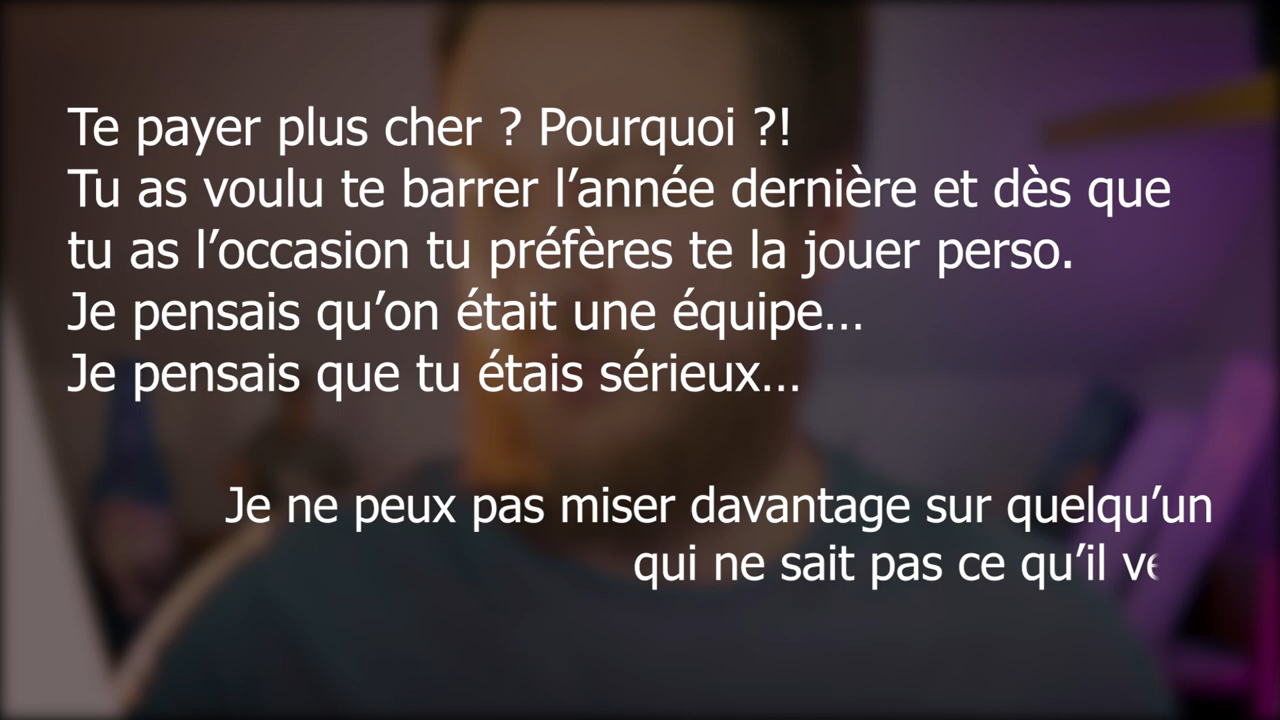 Te payer plus cher ? Pourquoi ?!
Tu as voulu te barrer l’année dernière et dès que
tu as l’occasion tu préfères te la jouer perso.
Je pensais qu’on était une équipe...
Je pensais que tu étais sérieux...
Je ne peux pas miser davantage sur quelqu’un
qui ne sait pas ce qu’il